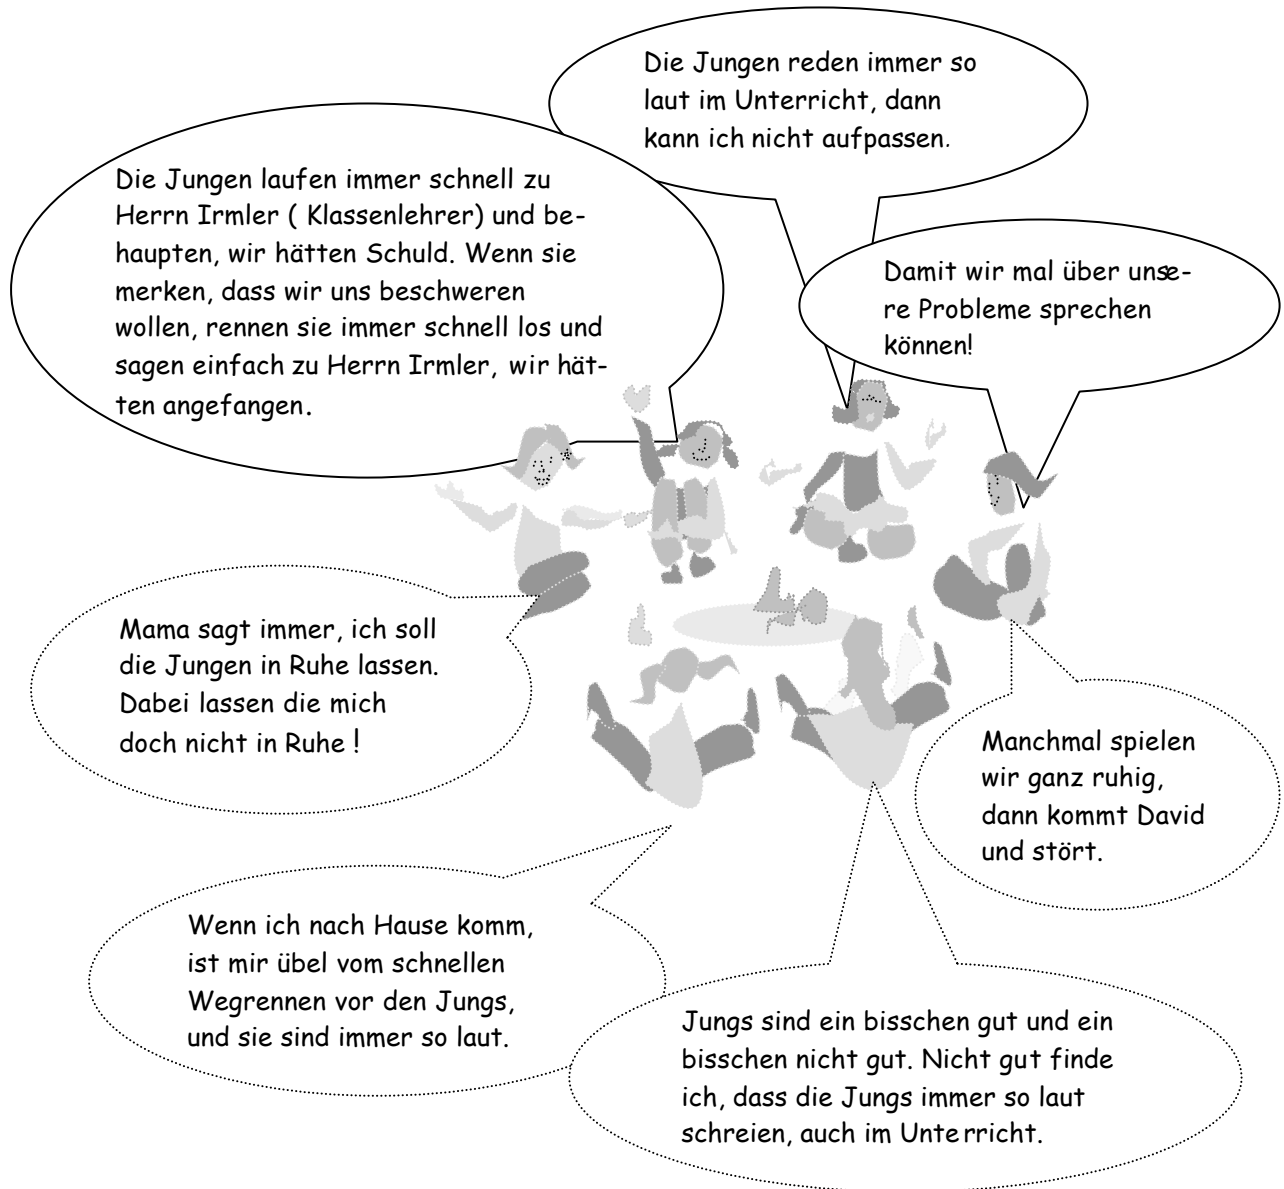 Die Jungen reden immer so
laut im Unterricht, dann
kann ich nicht aufpassen.
Die Jungen laufen immer schnell zu
Herrn Irmler ( Klassenlehrer) und be-
haupten, wir hätten Schuld. Wenn sie
merken, dass wir uns beschweren
wollen, rennen sie immer schnell los und
sagen einfach zu Herrn Irmler, wir hät-
ten angefangen.
Damit wir mal über unse-
re Probleme sprechen
können!
Mama sagt immer, ich soll
die Jungen in Ruhe lassen.
Dabei lassen die mich
doch nicht in Ruhe !
Manchmal spielen
wir ganz ruhig,
dann kommt David
und stört.
Wenn ich nach Hause komm,
ist mir übel vom schnellen
Wegrennen vor den Jungs,
und sie sind immer so laut.
Jungs sind ein bisschen gut und ein
bisschen nicht gut. Nicht gut finde
ich, dass die Jungs immer so laut
schreien, auch im Unterricht.